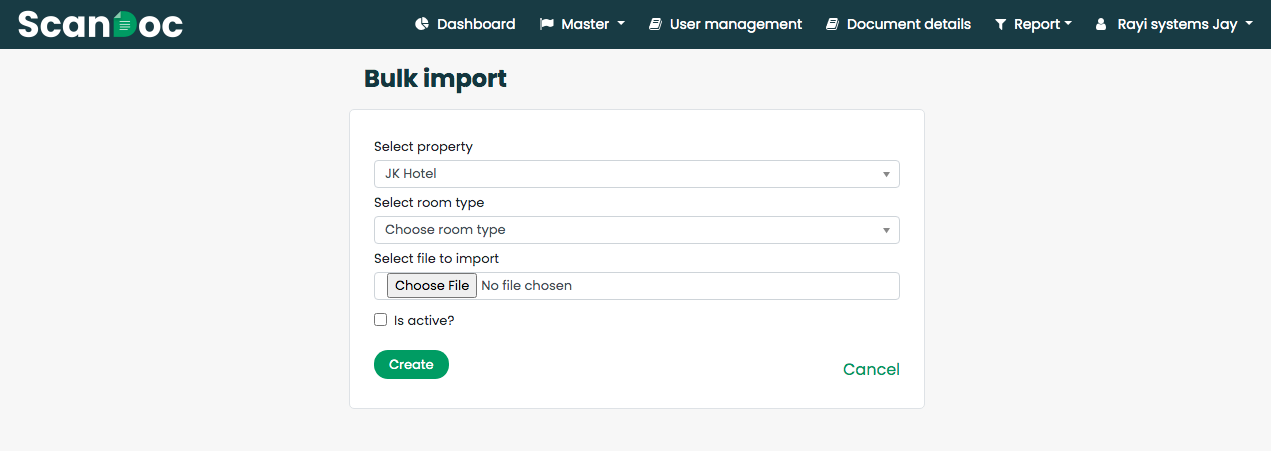 ScanDoc Dashboard Master User management Document details Report Rayi systems Jay
Bulk import
Select property
JK Hotel
Select room type
Choose room type
Select file to import
Choose File No file chosen
Is active?
Create Cancel